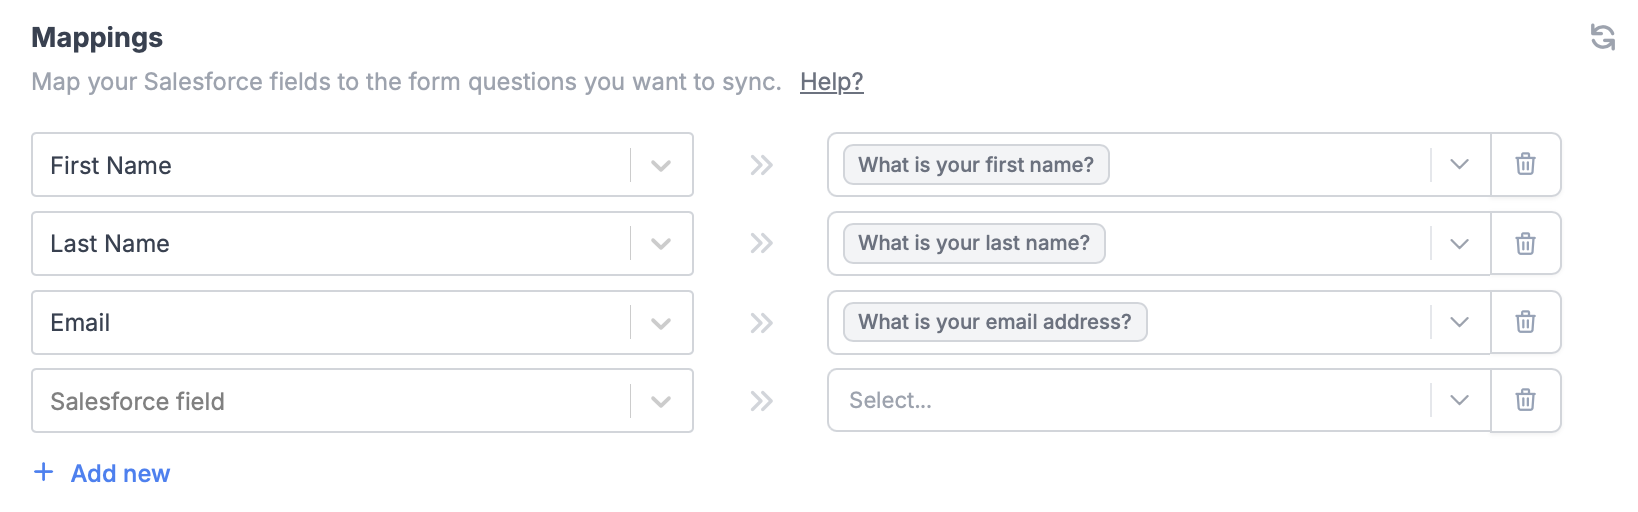 Mappings
Map your Salesforce fields to the form questions you want to sync. Help?
First Name What is your first name?
Last Name What is your last name?
Email What is your email address?
Salesforce field Select...
+ Add new